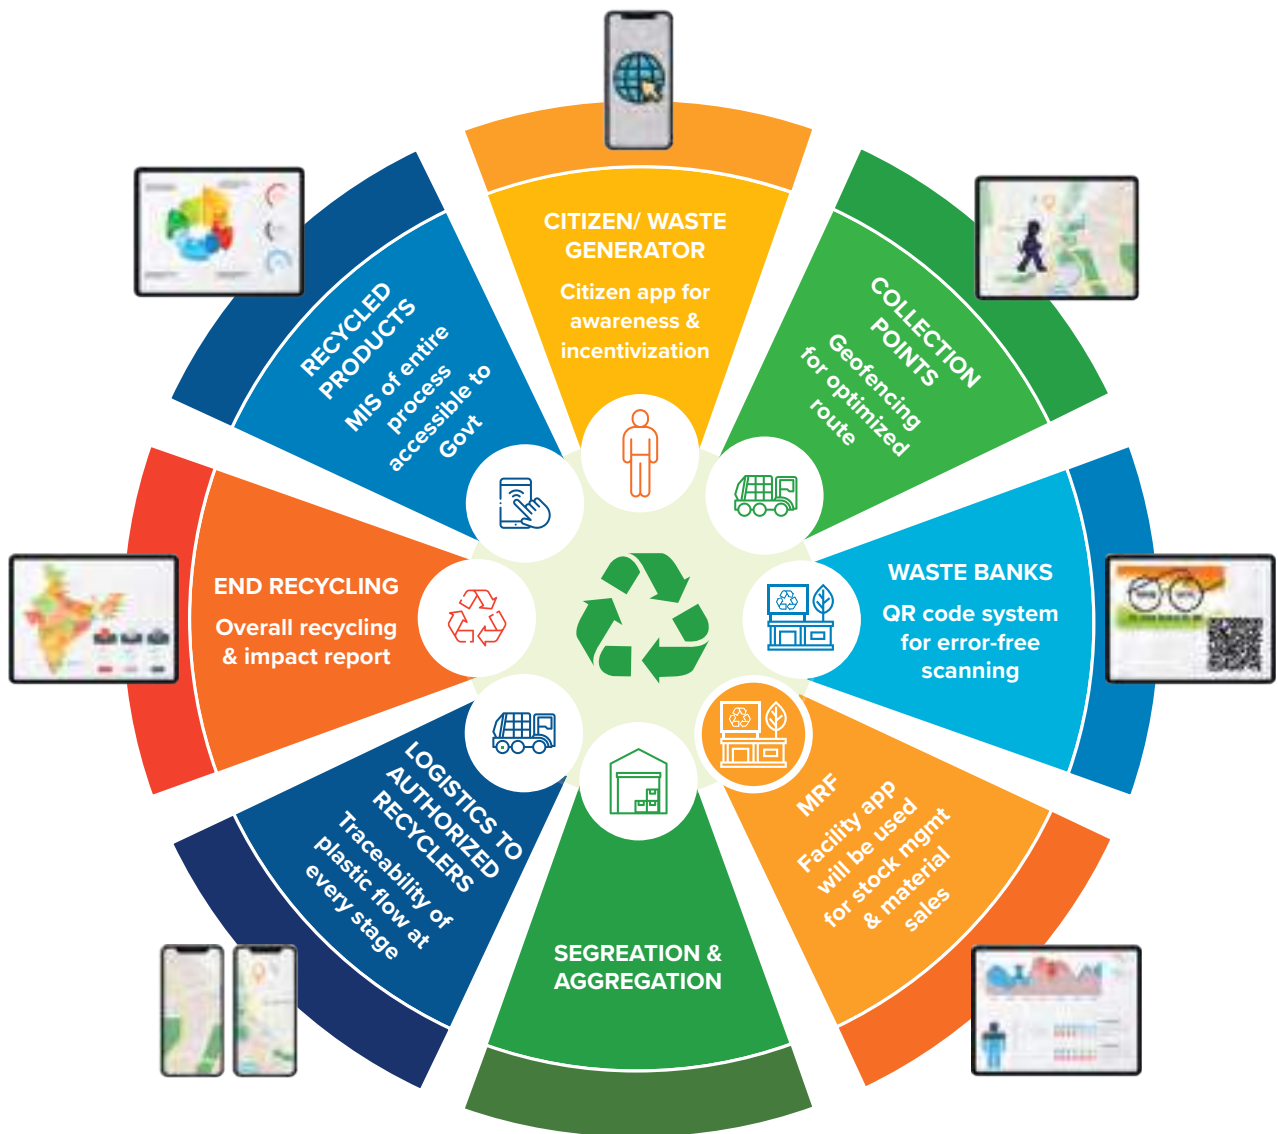 CITIZEN/ WASTE
GENERATOR
Citizen app for
awareness &
incentivization
COLLECTION
POINTS
Geofencing
for optimized
route
WASTE BANKS
QR code system
for error-free
scanning
MRF
Facility app
will be used
for stock mgmt
& material
sales
SEGREATION &
AGGREATION
LOGISTICS TO
AUTHORIZED
RECYCLERS
Traceability of
plastic flow at
every stage
END RECYCLING
Overall recycling
& impact report
RECYCLED
PRODUCTS
MIS of entire
process
accessible to
Govt